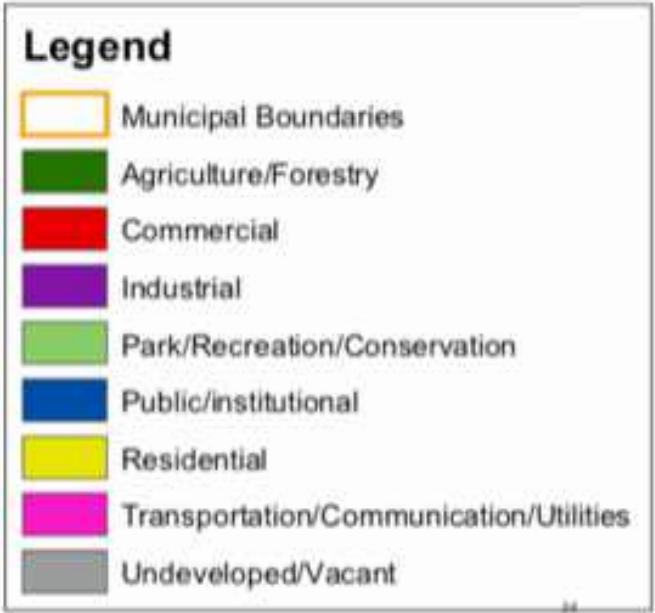 Legend
Municipal Boundaries
Agriculture/Forestry
Commercial
Industrial
Park/Recreation/Conservation
Public/institutional
Residential
Transportation/Communication/Utilities
Undeveloped/Vacant